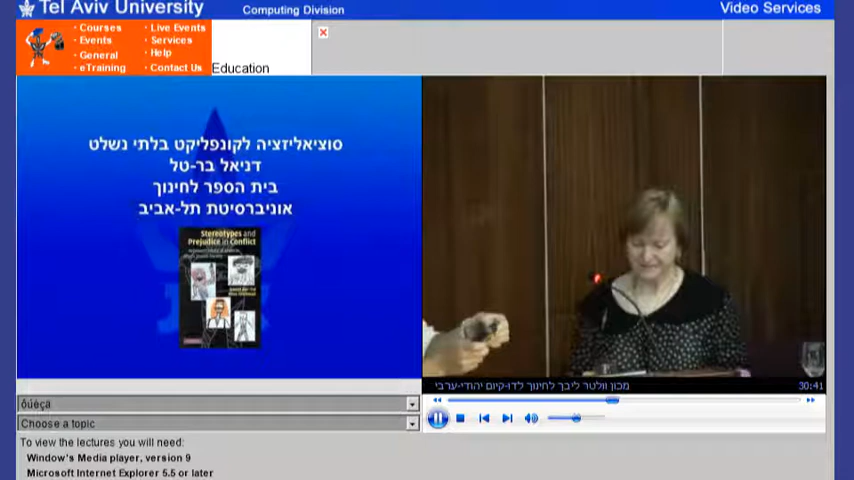 Tel Aviv University
Computing Division
Video Services
· Courses
· Events
· General
· eTraining
· Live Events
· Services
· Help
· Contact Us
Education
סוציאליזציה לקונפליקט בלתי נשלט
דניאל בר-טל
בית הספר לחינוך
אוניברסיטת תל-אביב
Stereotypes and
Prejudice in Conflict
מכון וולטר ליבך לחינוך לדו-קיום יהודי-ערבי
30:41
ôúéçä
Choose a topic
To view the lectures you will need:
Window's Media player, version 9
Microsoft Internet Explorer 5.5 or later